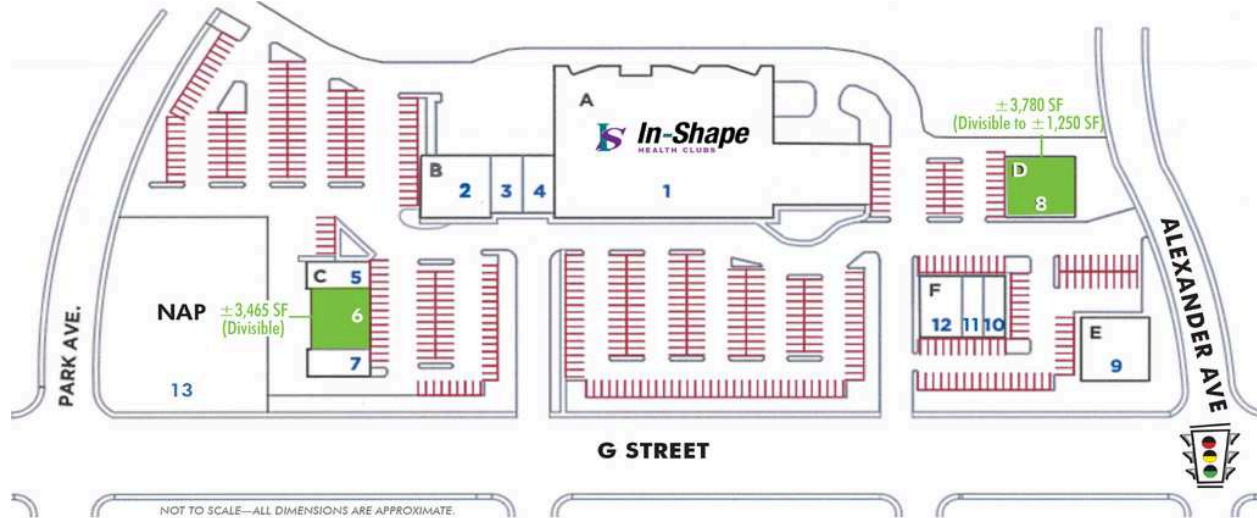 ±3,780 SF
(Divisible to ±1,250 SF)
A
In-Shape
HEALTH CLUBS
B
2
3
4
1
D
8
ALEXANDER AVE
PARK AVE.
NAP
13
±3,465 SF
(Divisible)
C
5
6
7
F
12
11
10
E
9
G STREET
NOT TO SCALE—ALL DIMENSIONS ARE APPROXIMATE.